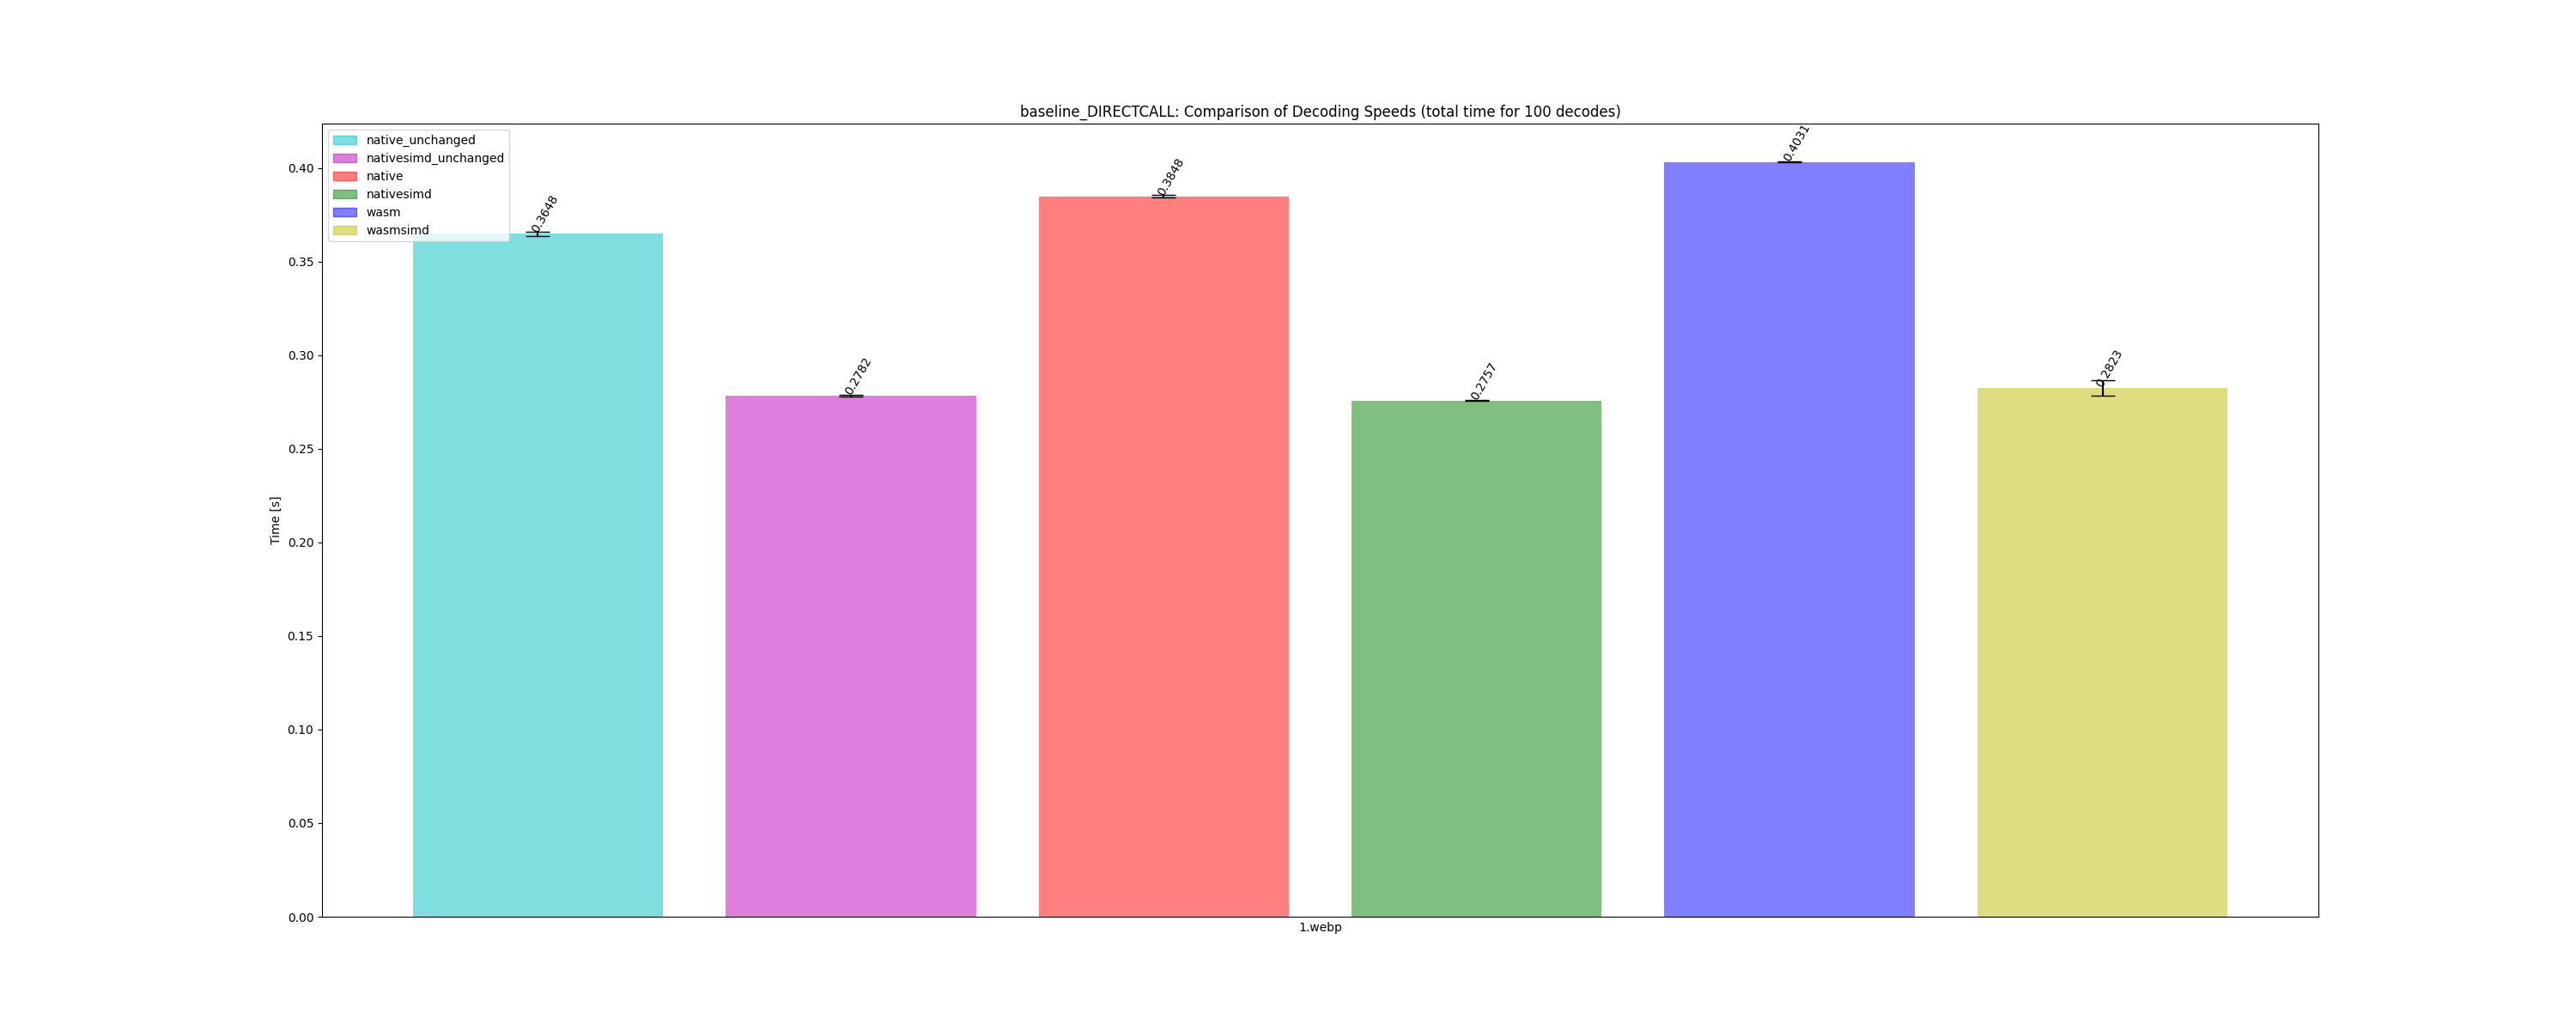 baseline_DIRECTCALL: Comparison of Decoding Speeds (total time for 100 decodes)
native_unchanged
nativesimd_unchanged
native
nativesimd
wasm
wasmsimd
0.3648
0.2782
0.3848
0.2757
0.4031
0.2823
0.40
0.35
0.30
0.25
0.20
0.15
0.10
0.05
0.00
Time [s]
1.webp